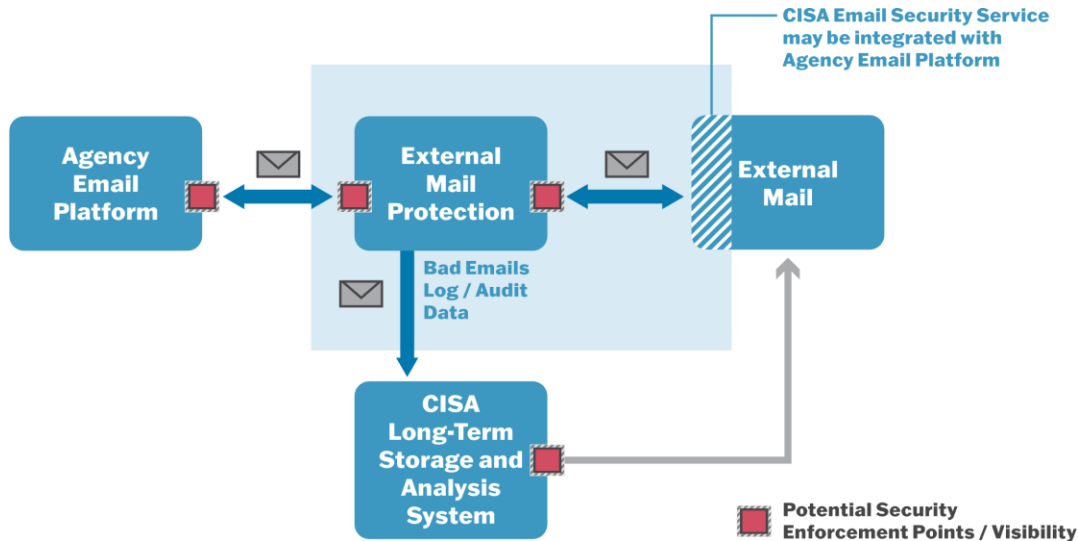 CISA Email Security Service
may be integrated with
Agency Email Platform
Agency
Email
Platform
External
Mail
Protection
External
Mail
Bad Emails
Log / Audit
Data
CISA
Long-Term
Storage and
Analysis
System
Potential Security
Enforcement Points / Visibility